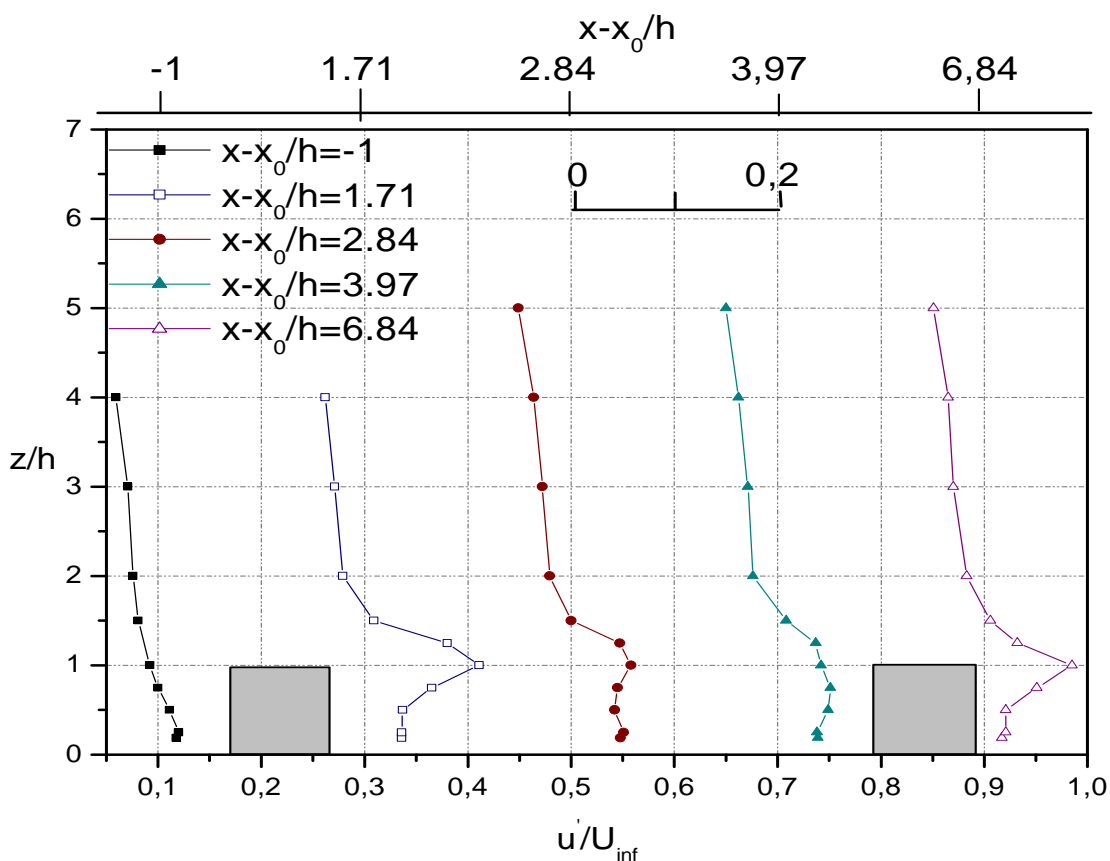 x-x0/h
-1 1.71 2.84 3,97 6,84
7
6
5
4
3
2
1
0
z/h
x-x0/h=-1
x-x0/h=1.71
x-x0/h=2.84
x-x0/h=3.97
x-x0/h=6.84
0 0,2
0,1 0,2 0,3 0,4 0,5 0,6 0,7 0,8 0,9 1,0
u'/Uinf